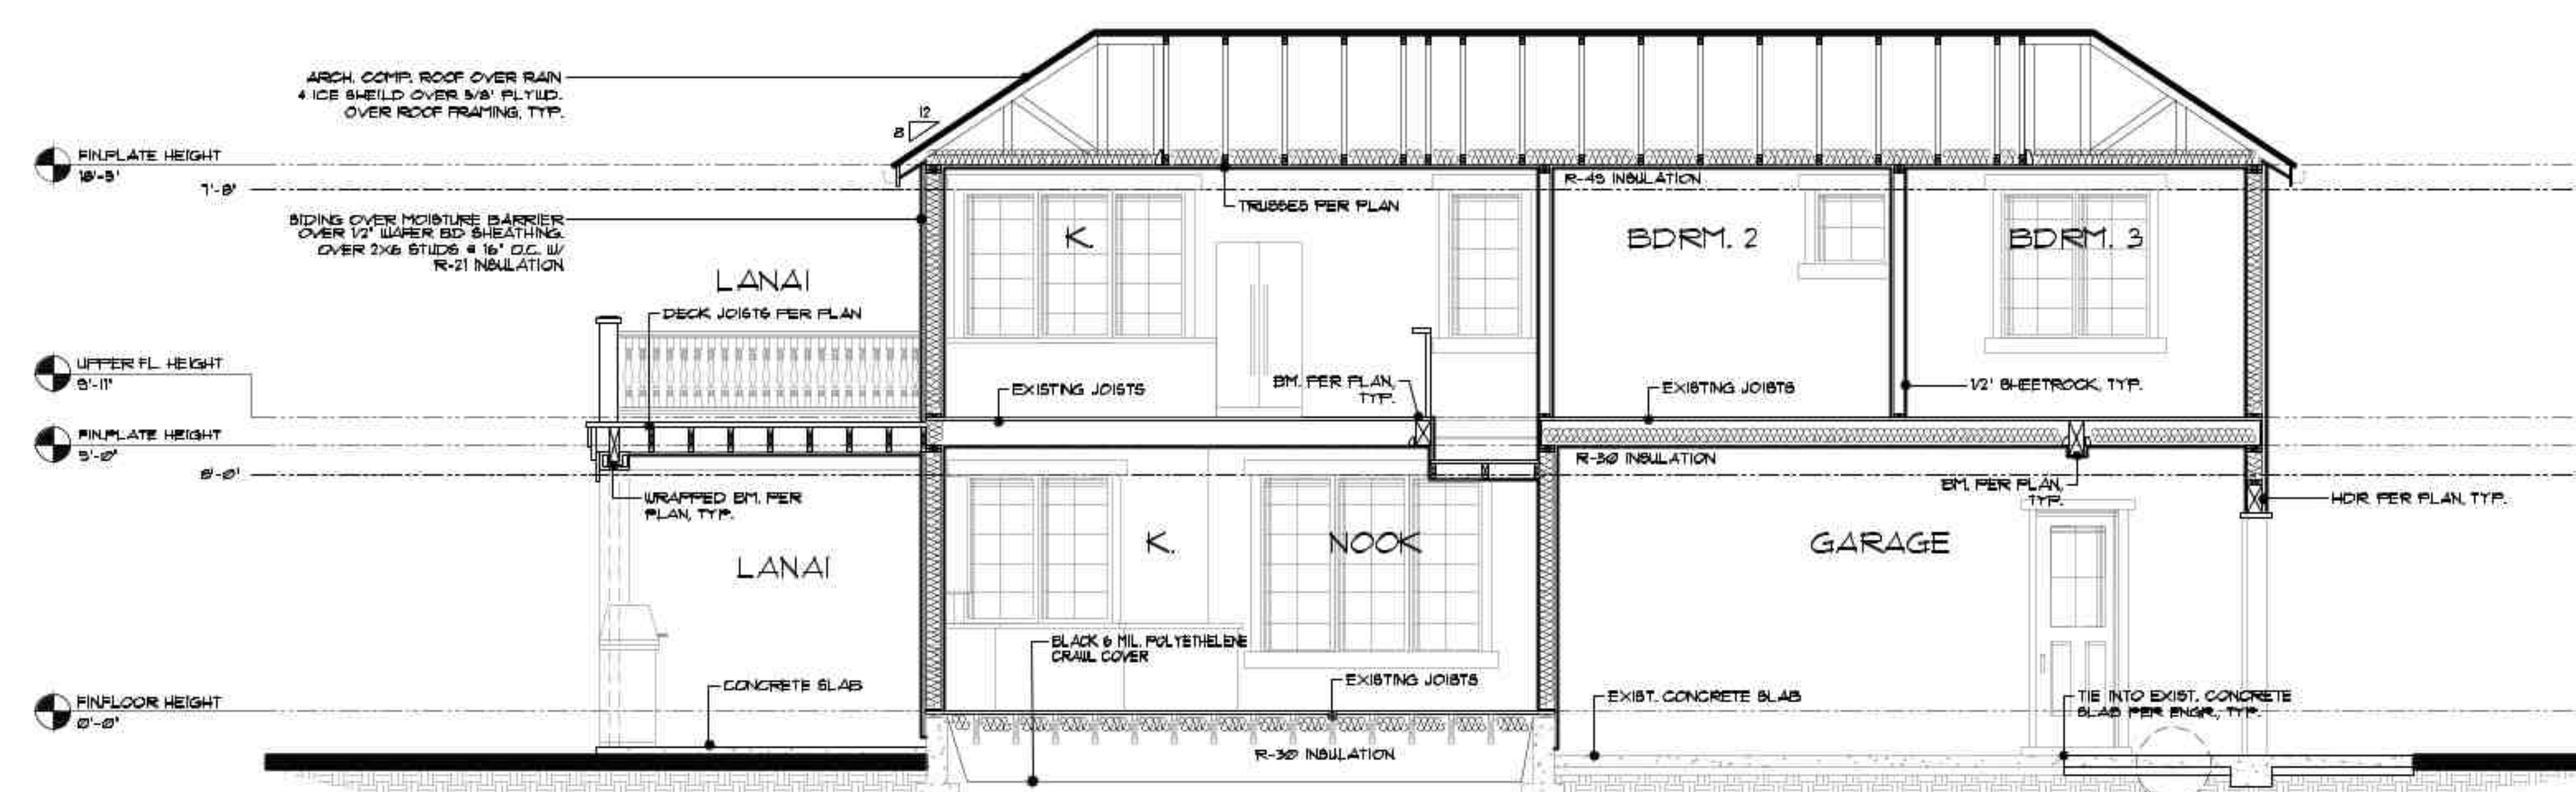 ARCH. COMP. ROOF OVER RAIN
& ICE SHEILD OVER 5/8" PLYWD.
OVER ROOF FRAMING, TYP.
12
8
FIN.PLATE HEIGHT
18'-5"
7'-8"
SIDING OVER MOISTURE BARRIER
OVER 1/2" WAFER BD SHEATHING.
OVER 2X6 STUDS @ 16" O.C. W/
R-21 INSULATION
R-49 INSULATION
TRUSSES PER PLAN
K.
BDRM. 2
BDRM. 3
LANAI
DECK JOISTS PER PLAN
UPPER FL. HEIGHT
9'-11"
EXISTING JOISTS
BM. PER PLAN,
TYP.
EXISTING JOISTS
1/2" SHEETROCK, TYP.
FIN.PLATE HEIGHT
9'-0"
8'-0"
R-30 INSULATION
WRAPPED BM. PER
PLAN, TYP.
BM. PER PLAN,
TYP.
HDR PER PLAN, TYP.
LANAI
K.
NOOK
GARAGE
BLACK 6 MIL. POLYETHELENE
CRAWL COVER
CONCRETE SLAB
EXISTING JOISTS
EXIST. CONCRETE SLAB
TIE INTO EXIST. CONCRETE
SLAB PER ENGR., TYP.
FIN.FLOOR HEIGHT
0'-0"
R-30 INSULATION